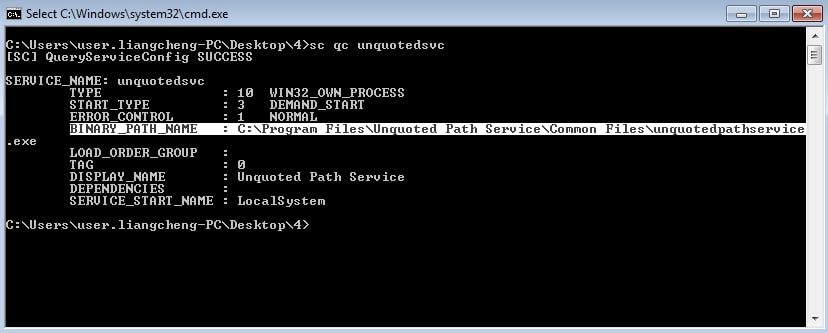 Select C:\Windows\system32\cmd.exe
C:\Users\user.liangcheng-PC\Desktop\4>sc qc unquotedsvc
[SC] QueryServiceConfig SUCCESS
SERVICE_NAME: unquotedsvc
TYPE : 10 WIN32_OWN_PROCESS
START_TYPE : 3 DEMAND_START
ERROR_CONTROL : 1 NORMAL
BINARY_PATH_NAME : C:\Program Files\Unquoted Path Service\Common Files\unquotedpathservice
.exe
LOAD_ORDER_GROUP :
TAG : 0
DISPLAY_NAME : Unquoted Path Service
DEPENDENCIES :
SERVICE_START_NAME : LocalSystem
C:\Users\user.liangcheng-PC\Desktop\4>